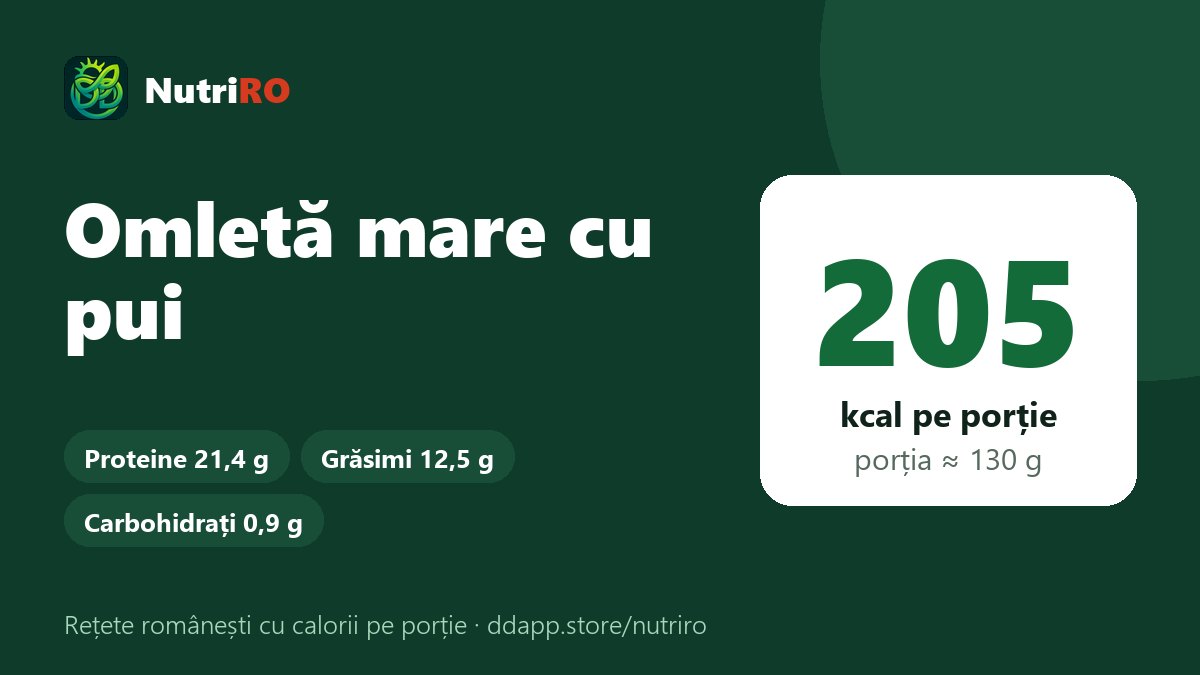 NutriRO
Omletă mare cu
pui
205
kcal pe porție
porția ≈ 130 g
Proteine 21,4 g
Grăsimi 12,5 g
Carbohidrați 0,9 g
Rețete românești cu calorii pe porție · ddapp.store/nutriro